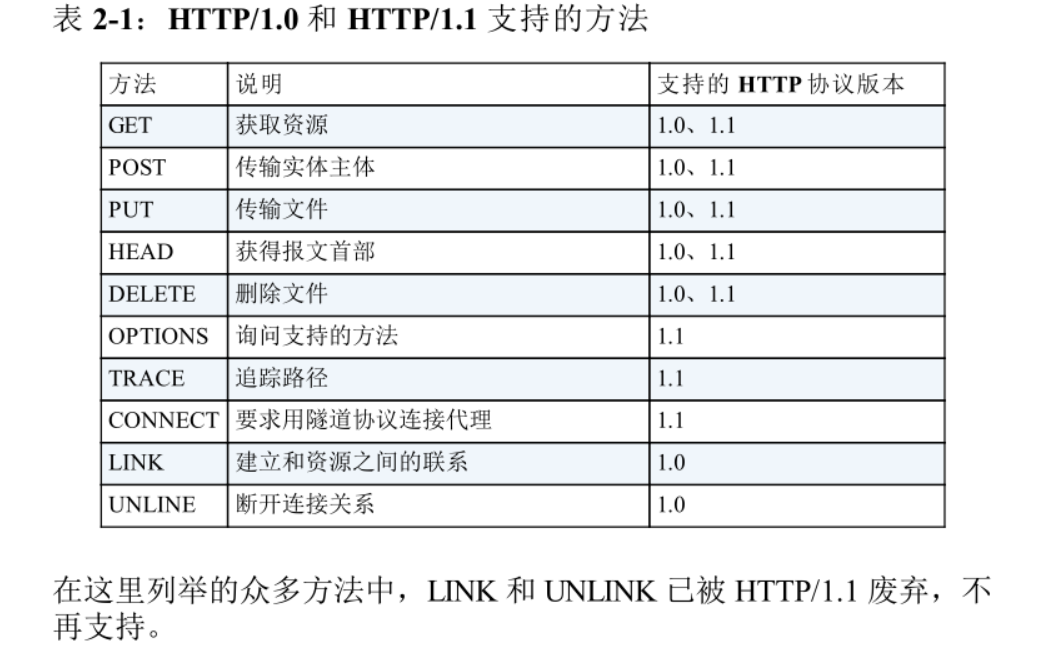 表 2-1：HTTP/1.0 和 HTTP/1.1 支持的方法
方法 说明 支持的 HTTP 协议版本
GET 获取资源 1.0、1.1
POST 传输实体主体 1.0、1.1
PUT 传输文件 1.0、1.1
HEAD 获得报文首部 1.0、1.1
DELETE 删除文件 1.0、1.1
OPTIONS 询问支持的方法 1.1
TRACE 追踪路径 1.1
CONNECT 要求用隧道协议连接代理 1.1
LINK 建立和资源之间的联系 1.0
UNLINE 断开连接关系 1.0
在这里列举的众多方法中，LINK 和 UNLINK 已被 HTTP/1.1 废弃，不
再支持。